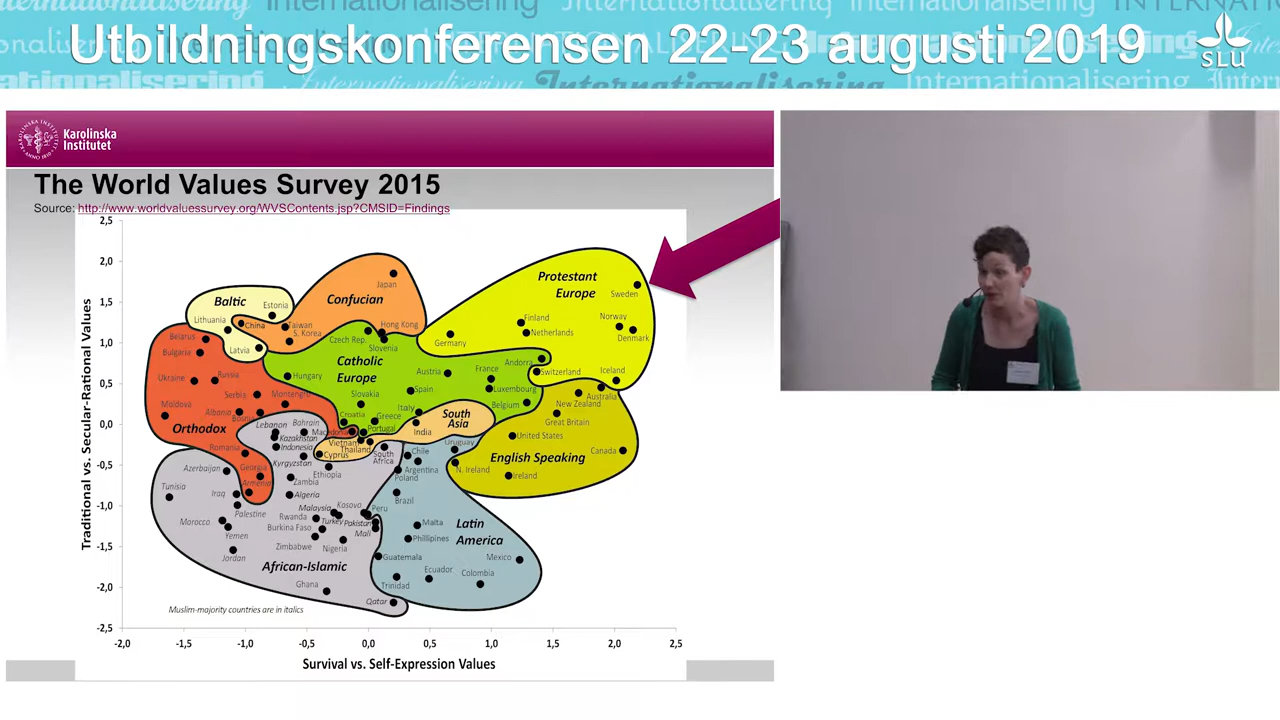 Internationalisering Internationalisering
Utbildningskonferensen 22-23 augusti 2019
SLU
Internationalisering Internationalisering
Karolinska
Institutet
The World Values Survey 2015
Source: http://www.worldvaluessurvey.org/WVSContents.jsp?CMSID=Findings
Traditional vs. Secular-Rational Values
2,5
2,0
1,5
1,0
0,5
0,0
-0,5
-1,0
-1,5
-2,0
-2,5
Baltic
Estonia
Lithuania
Latvia
Confucian
Japan
China
Taiwan
S. Korea
Hong Kong
Protestant
Europe
Sweden
Norway
Denmark
Finland
Netherlands
Germany
Switzerland
Iceland
Catholic
Europe
Czech Rep.
Slovenia
Andorra
Austria
France
Luxembourg
Belgium
Spain
Italy
Hungary
Slovakia
Croatia
Greece
Portugal
Orthodox
Belarus
Bulgaria
Ukraine
Russia
Moldova
Serbia
Montengro
Albania
Bosnia
Macedonia
Romania
Georgia
Armenia
South
Asia
India
Vietnam
Thailand
Cyprus
English Speaking
Australia
New Zealand
Great Britain
United States
Canada
N. Ireland
Ireland
Latin
America
Uruguay
Chile
Argentina
Poland
Brazil
Peru
Malta
Phillipines
Guatemala
Mexico
Ecuador
Colombia
Trinidad
African-Islamic
Lebanon
Bahrain
Kazakhstan
Indonesia
Kyrgyzstan
South
Africa
Azerbaijan
Ethiopia
Zambia
Algeria
Tunisia
Iraq
Palestine
Morocco
Yemen
Jordan
Malaysia
Kosovo
Rwanda
Turkey
Pakistan
Burkina Faso
Mali
Zimbabwe
Nigeria
Ghana
Qatar
Muslim-majority countries are in italics
-2,0 -1,5 -1,0 -0,5 0,0 0,5 1,0 1,5 2,0 2,5
Survival vs. Self-Expression Values